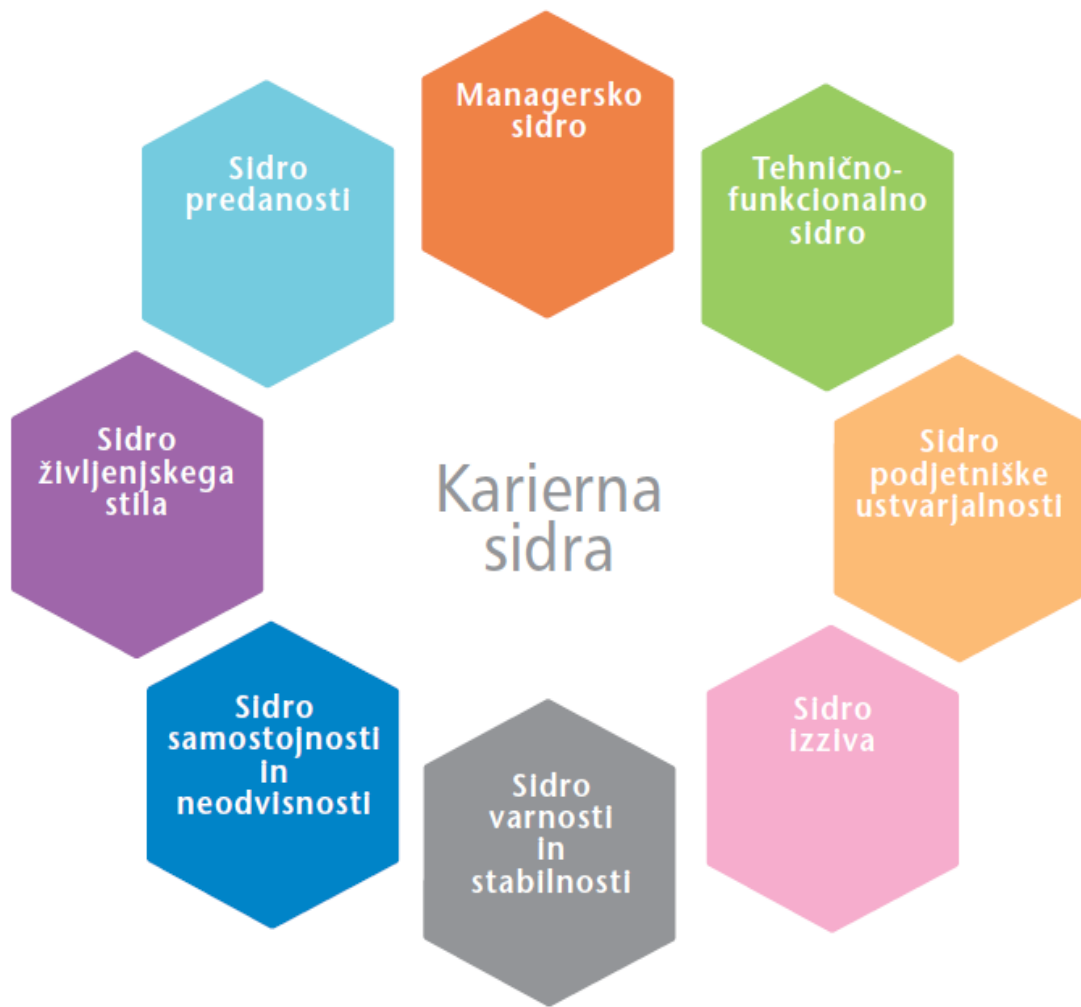 Managersko
sidro
Tehnično-
funkcionalno
sidro
Sidro
podjetniške
ustvarjalnosti
Sidro
izziva
Sidro
varnosti
in
stabilnosti
Sidro
samostojnosti
in
neodvisnosti
Sidro
življenjskega
stila
Sidro
predanosti
Karierna
sidra